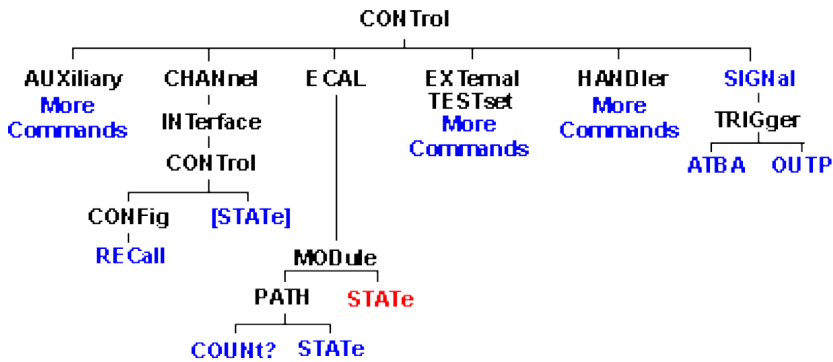 CONTrol
AUXiliary CHANnel ECAL EXTernal HANDler SIGNal
More Commands
INTerface
TESTset
More Commands
More Commands
TRIGger
CONTrol
ATBA OUTP
CONFig [STATe]
RECall
MODule
PATH STATe
COUNt? STATe